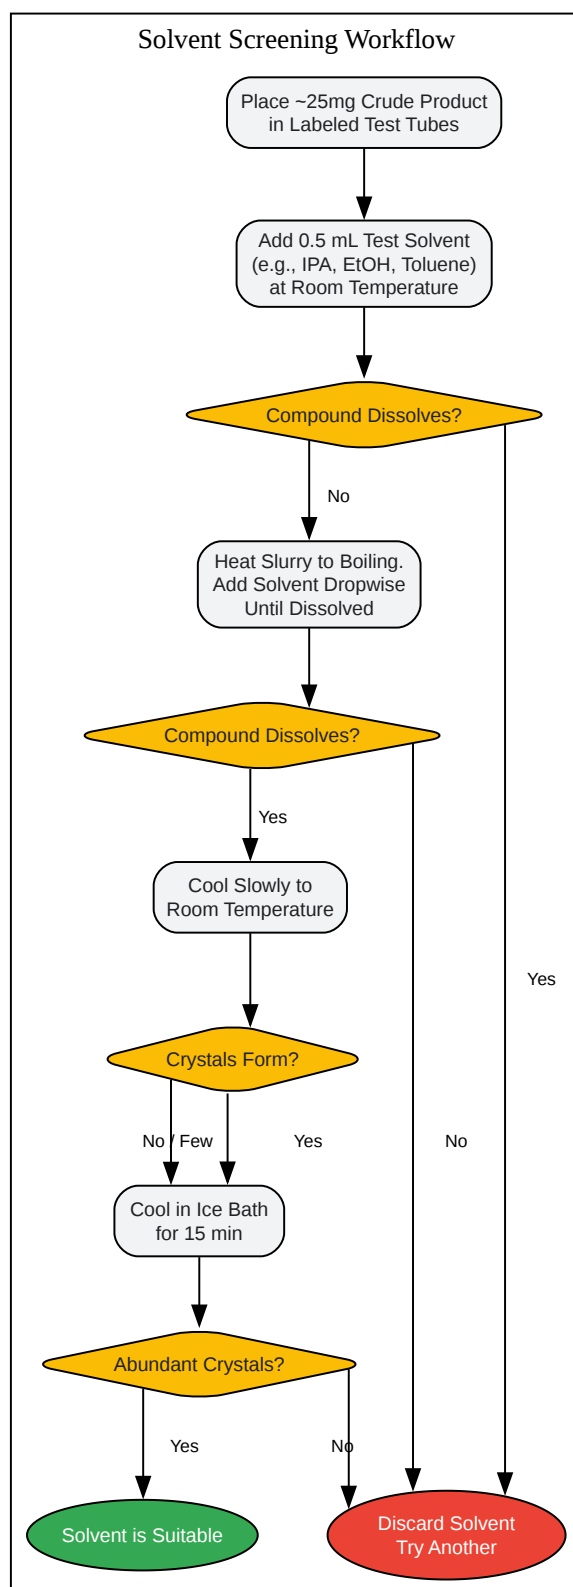 Solvent Screening Workflow
Place ~25mg Crude Product
in Labeled Test Tubes
Add 0.5 mL Test Solvent
(e.g., IPA, EtOH, Toluene)
at Room Temperature
Compound Dissolves?
No
Heat Slurry to Boiling.
Add Solvent Dropwise
Until Dissolved
Compound Dissolves?
Yes
Cool Slowly to
Room Temperature
Yes
Crystals Form?
No / Few
Yes
No
Cool in Ice Bath
for 15 min
Abundant Crystals?
Yes
No
Solvent is Suitable
Discard Solvent
Try Another